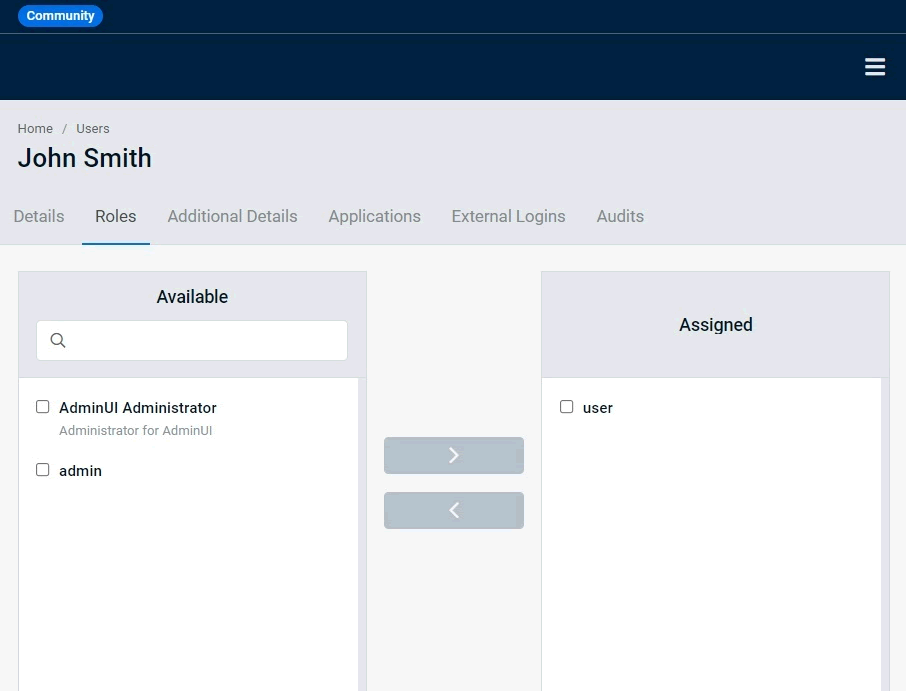 Community
Home / Users
John Smith
Details Roles Additional Details Applications External Logins Audits
Available
Assigned
AdminUI Administrator
Administrator for AdminUI
admin
user